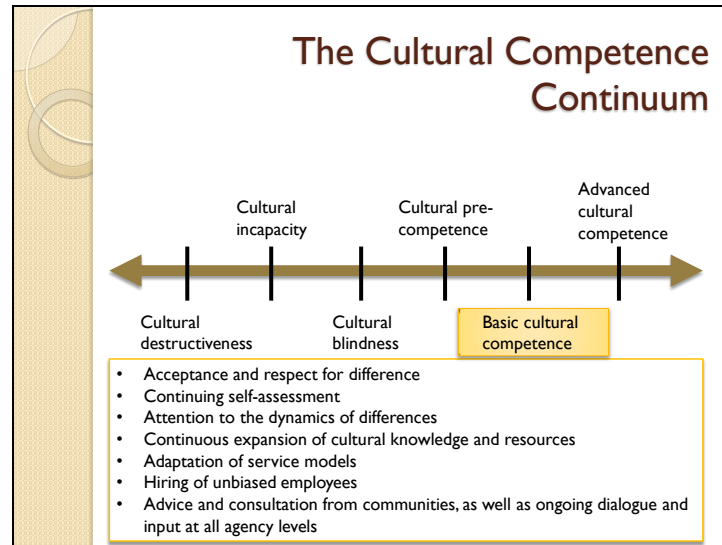 The Cultural Competence
Continuum
Cultural
incapacity
Cultural pre-
competence
Advanced
cultural
competence
Cultural
destructiveness
Cultural
blindness
Basic cultural
competence
• Acceptance and respect for difference
• Continuing self-assessment
• Attention to the dynamics of differences
• Continuous expansion of cultural knowledge and resources
• Adaptation of service models
• Hiring of unbiased employees
• Advice and consultation from communities, as well as ongoing dialogue and
input at all agency levels